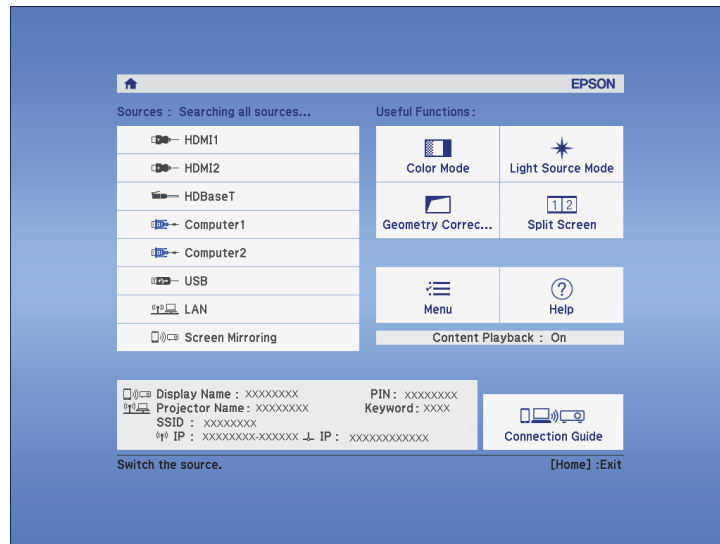 EPSON
Sources : Searching all sources...
HDMI1
HDMI2
HDBaseT
Computer1
Computer2
USB
LAN
Screen Mirroring
Useful Functions:
Color Mode
Light Source Mode
Geometry Correc...
1 2
Split Screen
Menu
? 
Help
Content Playback : On
Display Name : XXXXXXXX PIN: XXXXXXXX
Projector Name: XXXXXXXX Keyword: XXXX
SSID : XXXXXXXX
IP : XXXXXXXX-XXXXXX IP : XXXXXXXXXXXX
Connection Guide
Switch the source. [Home] :Exit